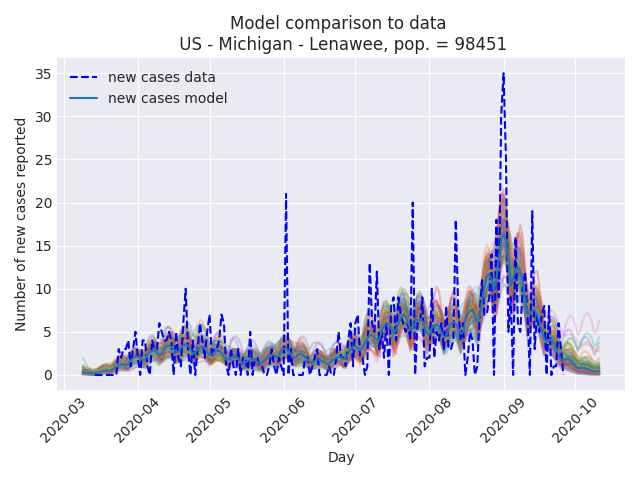 Model comparison to data
US - Michigan - Lenawee, pop. = 98451
new cases data
new cases model
Number of new cases reported
35
30
25
20
15
10
5
0
2020-03
2020-04
2020-05
2020-06
2020-07
2020-08
2020-09
2020-10
Day